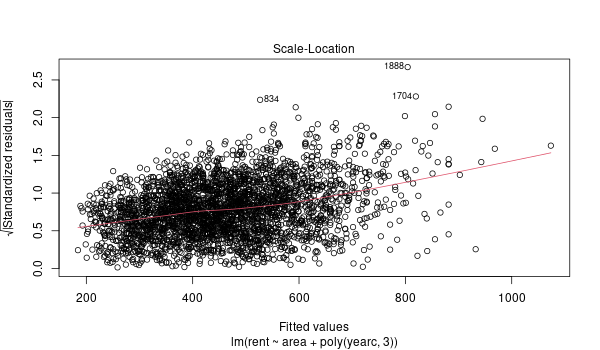 Scale-Location
1888
1704
834
√|Standardized residuals|
2.5
2.0
1.5
1.0
0.5
0.0
200 400 600 800 1000
Fitted values
lm(rent ~ area + poly(yearc, 3))